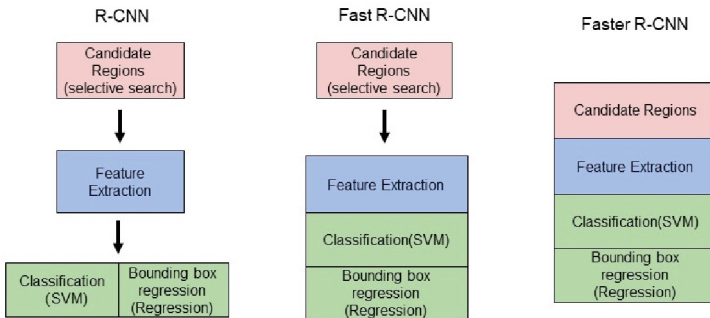 R-CNN
Candidate
Regions
(selective search)
Feature
Extraction
Classification
(SVM)
Bounding box
regression
(Regression)
Fast R-CNN
Candidate
Regions
(selective search)
Feature Extraction
Classification(SVM)
Bounding box
regression
(Regression)
Faster R-CNN
Candidate Regions
Feature Extraction
Classification(SVM)
Bounding box
regression
(Regression)